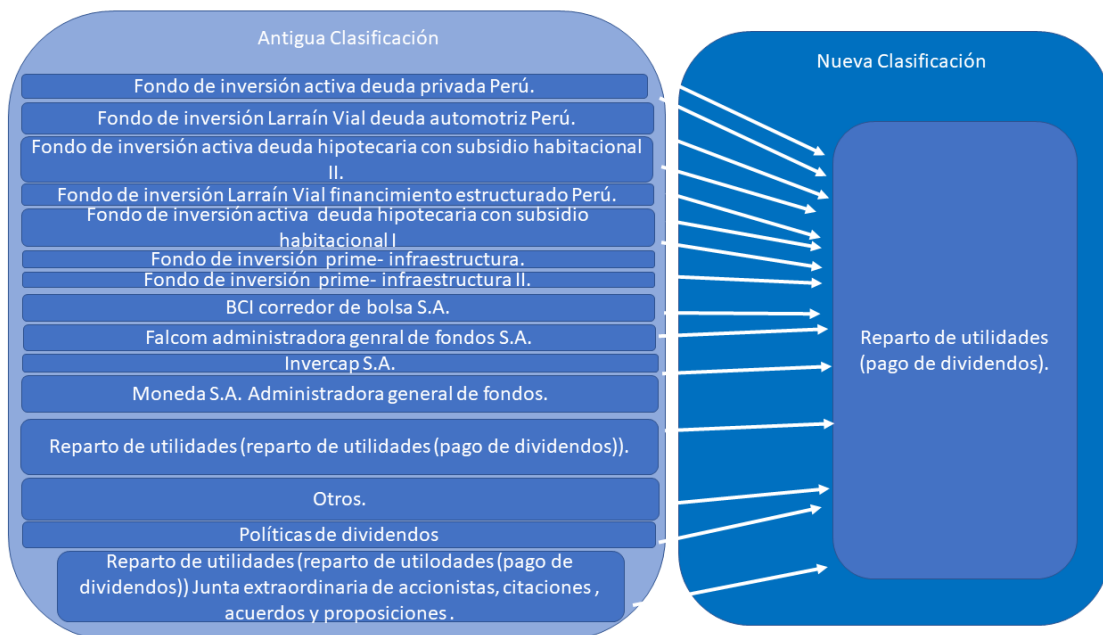 Antigua Clasificación
Fondo de inversión activa deuda privada Perú.
Fondo de inversión Larraín Vial deuda automotriz Perú.
Fondo de inversión activa deuda hipotecaria con subsidio habitacional
II.
Fondo de inversión Larraín Vial financimiento estructurado Perú.
Fondo de inversión activa  deuda hipotecaria con subsidio
habitacional I
Fondo de inversión  prime- infraestructura.
Fondo de inversión  prime- infraestructura II.
BCI corredor de bolsa S.A.
Falcom administradora genral de fondos S.A.
Invercap S.A.
Moneda S.A. Administradora general de fondos.
Reparto de utilidades (reparto de utilidades (pago de dividendos)).
Otros.
Políticas de dividendos
Reparto de utilidades (reparto de utilodades (pago de
dividendos)) Junta extraordinaria de accionistas, citaciones ,
acuerdos y proposiciones .
Nueva Clasificación
Reparto de utilidades
(pago de dividendos).